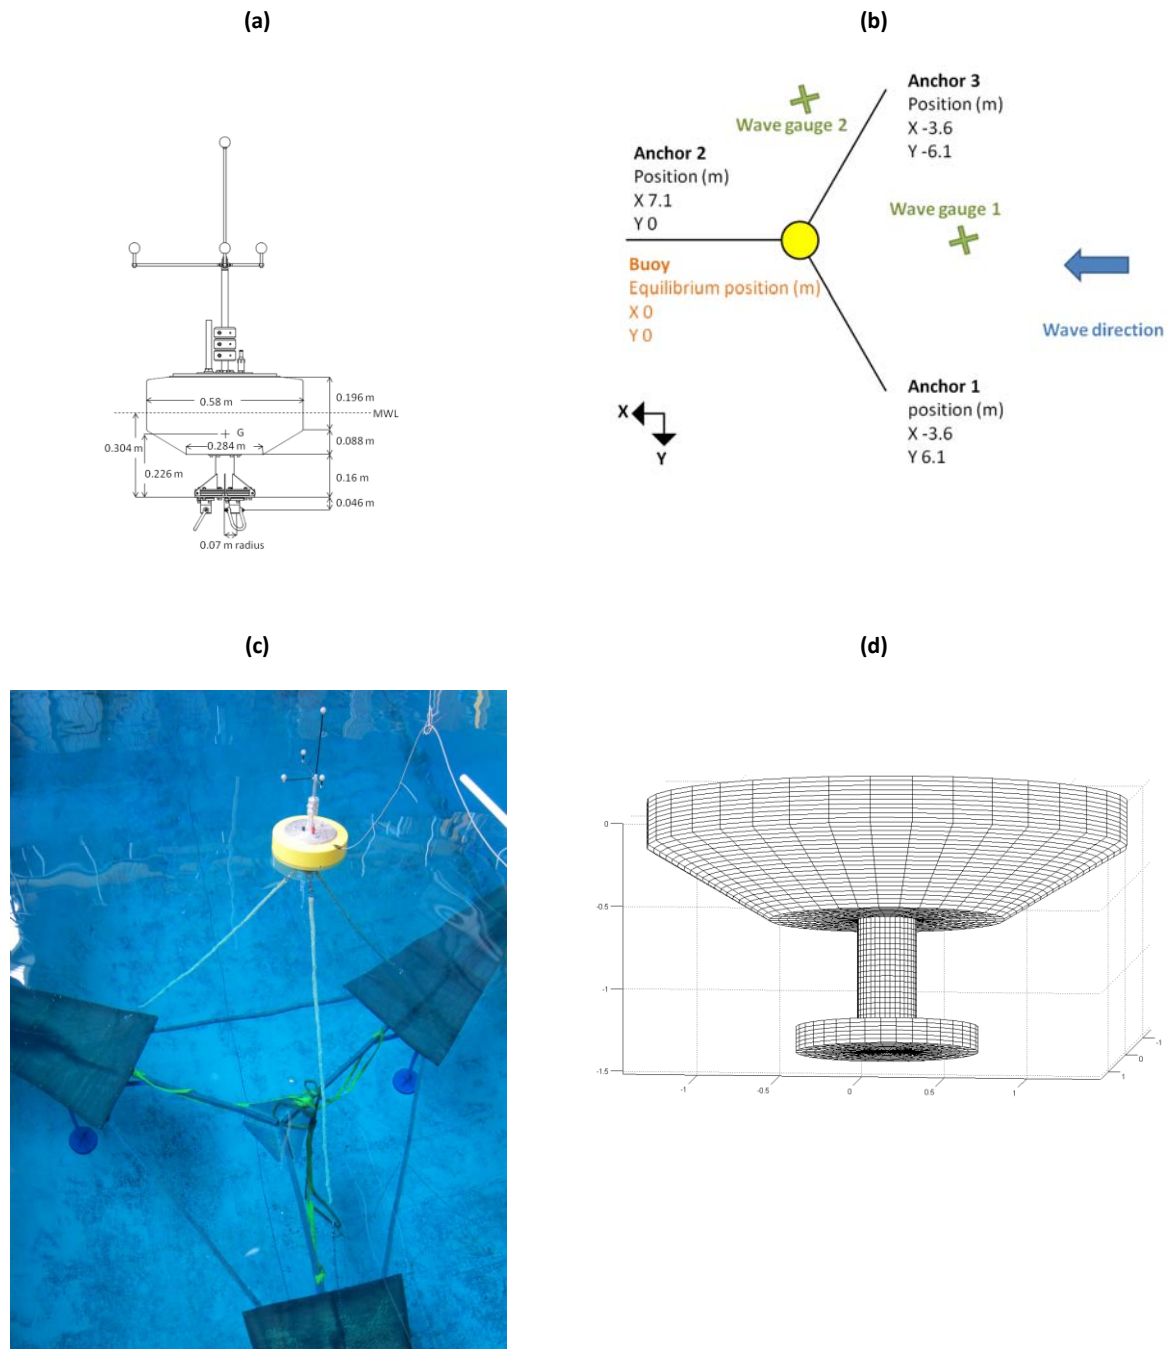 (a)
0.58 m
0.196 m
MWL
G
0.284 m
0.088 m
0.304 m
0.226 m
0.16 m
0.046 m
0.07 m radius
(b)
Anchor 3
Position (m)
X -3.6
Y -6.1
Wave gauge 2
Anchor 2
Position (m)
X 7.1
Y 0
Wave gauge 1
Buoy
Equilibrium position (m)
X 0
Y 0
Wave direction
Anchor 1
position (m)
X -3.6
Y 6.1
X
Y
(c)
(d)
0
-0.5
-1
-1.5
-1
-0.5
0
0.5
1
-1
0
1